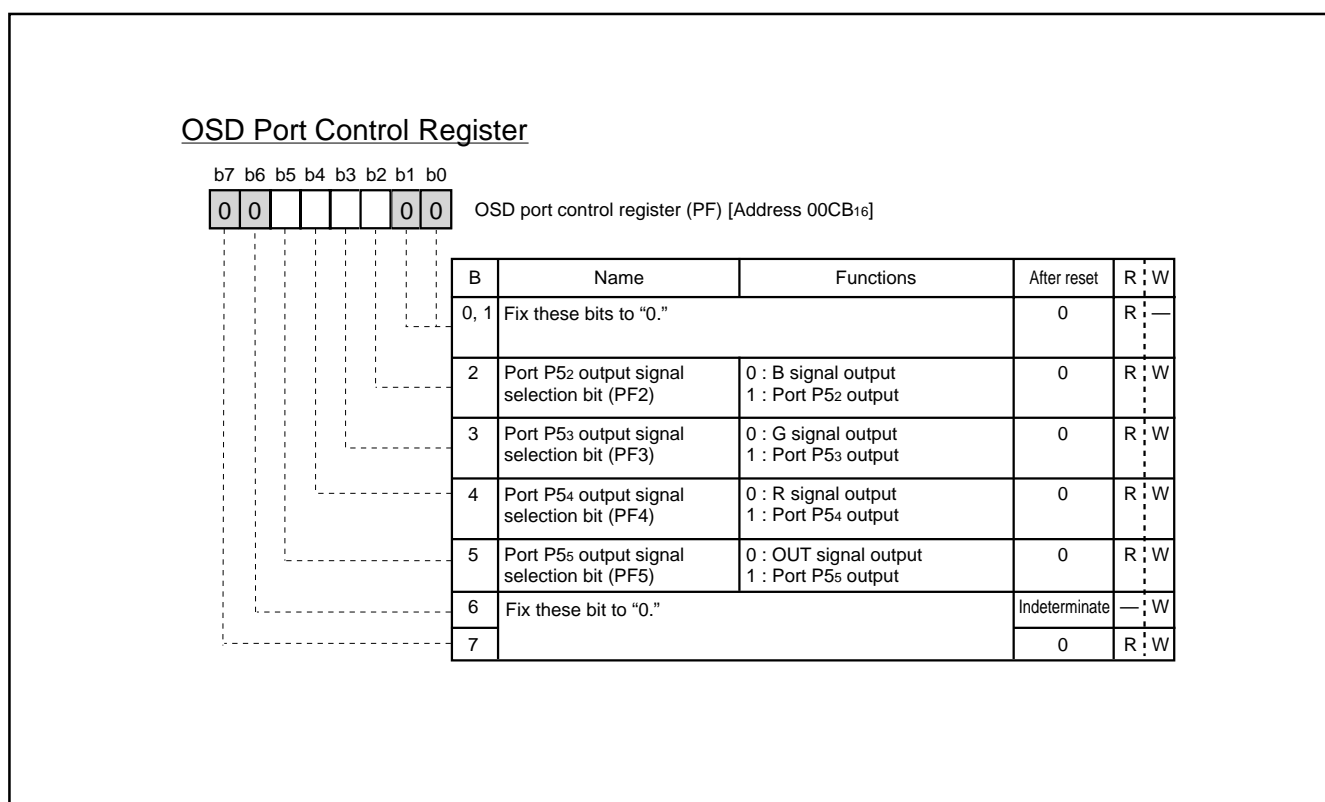 OSD Port Control Register
b7 b6 b5 b4 b3 b2 b1 b0
0 0 0 0
OSD port control register (PF) [Address 00CB16]
B Name Functions After reset R W
0, 1 Fix these bits to “0.” 0 R —
2 Port P52 output signal selection bit (PF2) 0 : B signal output 1 : Port P52 output 0 R W
3 Port P53 output signal selection bit (PF3) 0 : G signal output 1 : Port P53 output 0 R W
4 Port P54 output signal selection bit (PF4) 0 : R signal output 1 : Port P54 output 0 R W
5 Port P55 output signal selection bit (PF5) 0 : OUT signal output 1 : Port P55 output 0 R W
6 Fix these bit to “0.” Indeterminate — W
7 0 R W